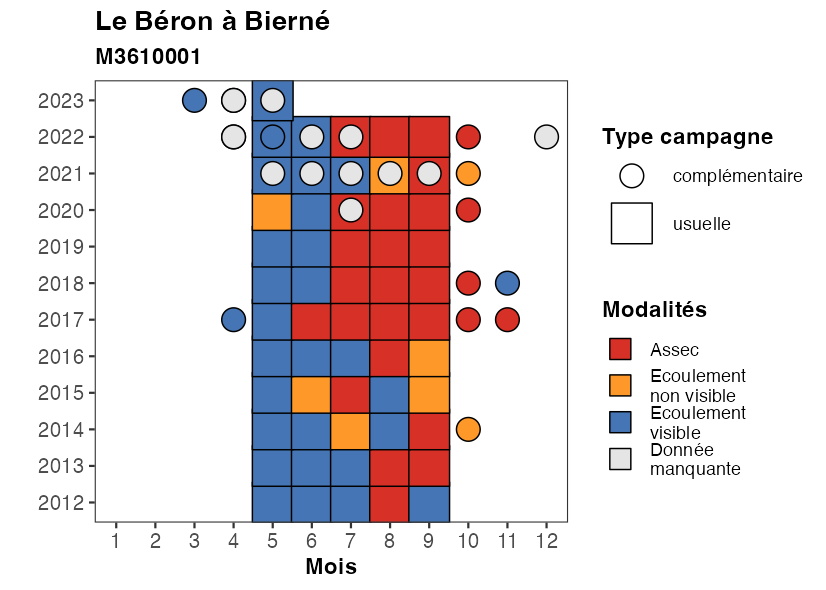 Le Béron à Bierné
M3610001
2023
2022
2021
2020
2019
2018
2017
2016
2015
2014
2013
2012
1 2 3 4 5 6 7 8 9 10 11 12
Mois
Type campagne
complémentaire
usuelle
Modalités
Assec
Ecoulement
non visible
Ecoulement
visible
Donnée
manquante